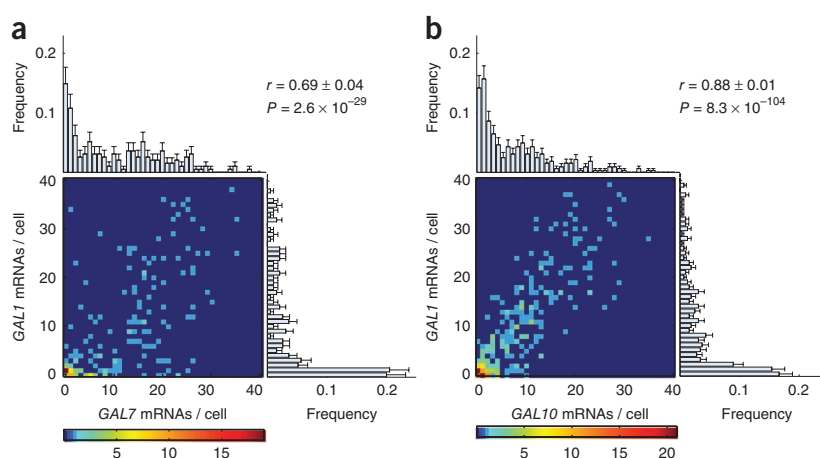 a
0.2
0.1
Frequency
r = 0.69 ± 0.04
P = 2.6 × 10⁻²⁹
40
30
20
10
0
GAL1 mRNAs / cell
0 10 20 30 40
GAL7 mRNAs / cell
0.1 0.2
Frequency
5 10 15
b
0.2
0.1
Frequency
r = 0.88 ± 0.01
P = 8.3 × 10⁻¹⁰⁴
40
30
20
10
0
GAL1 mRNAs / cell
0 10 20 30 40
GAL10 mRNAs / cell
0.1 0.2
Frequency
5 10 15 20